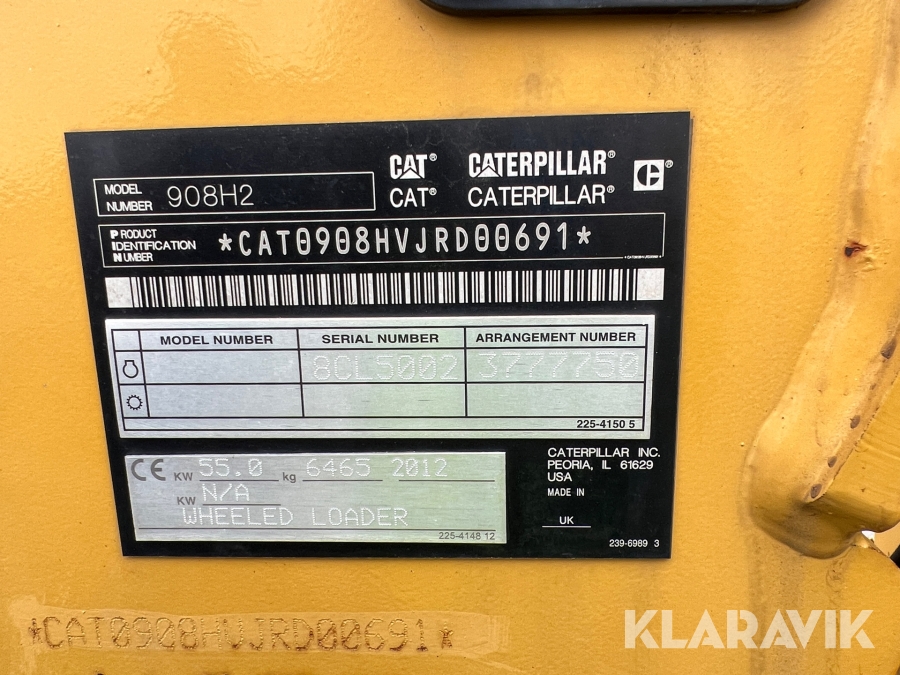 CAT® CATERPILLAR®
CAT® CATERPILLAR® C®
MODEL NUMBER 908H2
PRODUCT IDENTIFICATION NUMBER *CAT0908HVJRD00691*
MODEL NUMBER SERIAL NUMBER ARRANGEMENT NUMBER
8CL5002 3777750
225-4150 5
CE KW 55.0 kg 6465 2012
KW N/A
WHEELED LOADER
225-4148 12
CATERPILLAR INC.
PEORIA, IL 61629
USA
MADE IN
UK
239-6989 3
*CAT0908HVJRD00691*
KLARAVIK